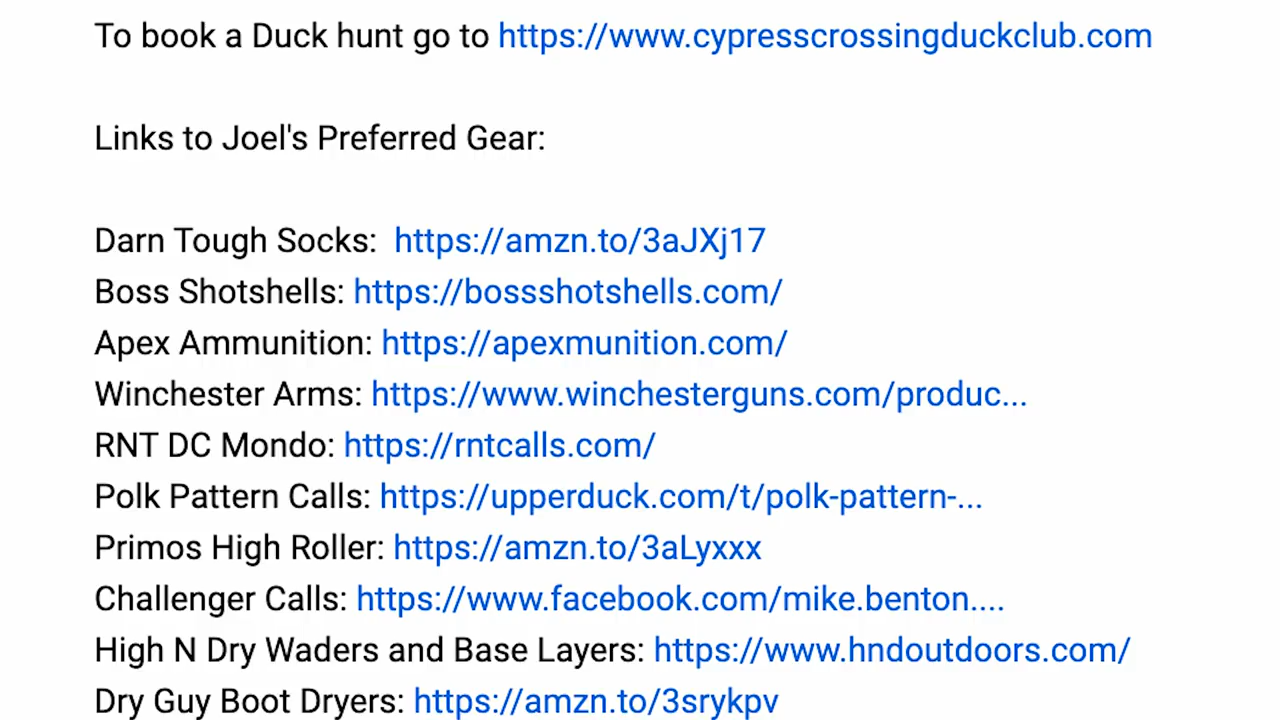 To book a Duck hunt go to https://www.cypresscrossingduckclub.com
Links to Joel's Preferred Gear:
Darn Tough Socks: https://amzn.to/3aJXj17
Boss Shotshells: https://bossshotshells.com/
Apex Ammunition: https://apexmunition.com/
Winchester Arms: https://www.winchesterguns.com/produc...
RNT DC Mondo: https://rntcalls.com/
Polk Pattern Calls: https://upperduck.com/t/polk-pattern-...
Primos High Roller: https://amzn.to/3aLyxxx
Challenger Calls: https://www.facebook.com/mike.benton....
High N Dry Waders and Base Layers: https://www.hndoutdoors.com/
Dry Guy Boot Dryers: https://amzn.to/3srykpv